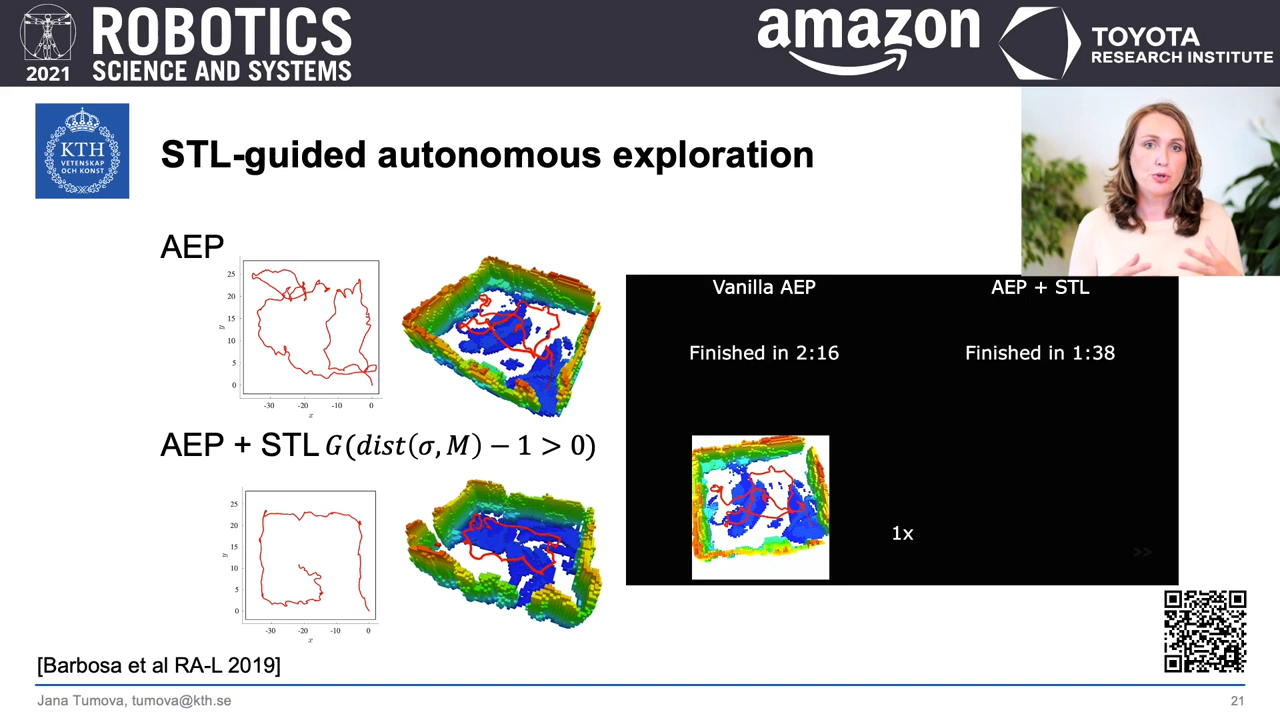 ROBOTICS
2021 SCIENCE AND SYSTEMS
amazon
TOYOTA
RESEARCH INSTITUTE
KTH
VETENSKAP
OCH KONST
STL-guided autonomous exploration
AEP
25
20
15
10
5
0
y
-30 -20 -10 0
x
Vanilla AEP AEP + STL
Finished in 2:16 Finished in 1:38
AEP + STL G(dist(σ, M) − 1 > 0)
25
20
15
10
5
0
y
-30 -20 -10 0
x
1x
>>
[Barbosa et al RA-L 2019]
Jana Tumova, tumova@kth.se 21